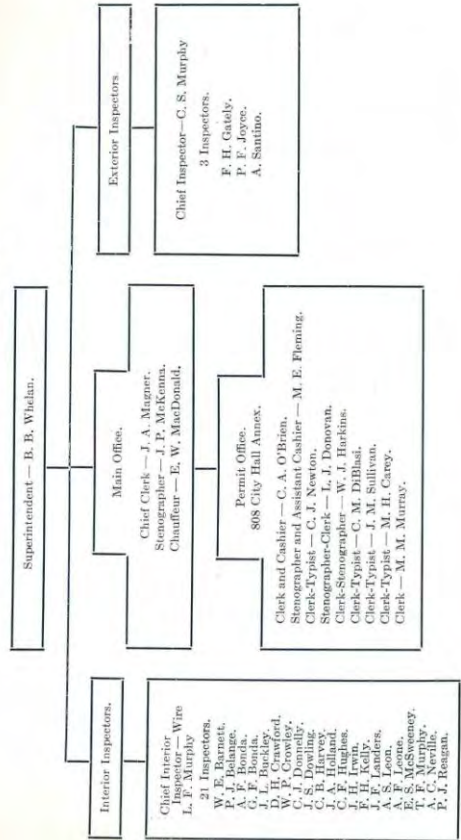 Superintendent — B. B. Whelan.
Interior Inspectors.
Chief Interior
Inspector — Wire
L. F. Murphy
21 Inspectors.
W. E. Barnett.
P. J. Belange.
A. F. Bonda.
G. F. Bonda.
J. L. Buckley.
D. H. Crawford.
W. P. Crowley.
C. J. Donnelly.
J. S. Dowling.
C. B. Harvey.
J. A. Holland.
C. F. Hughes.
J. H. Irwin.
F. H. Kelly.
J. F. Landers.
A. S. Leon.
A. F. Leone.
E. S. McSweeney.
T. F. Murphy.
A. C. Neville.
P. J. Reagan.
Main Office.
Chief Clerk — J. A. Magner.
Stenographer — J. P. McKenna.
Chauffeur — E. W. MacDonald.
Permit Office.
808 City Hall Annex.
Clerk and Cashier — C. A. O'Brien.
Stenographer and Assistant Cashier — M. E. Fleming.
Clerk-Typist — C. J. Newton.
Stenographer-Clerk — L. J. Donovan.
Clerk-Stenographer — W. J. Harkins.
Clerk-Typist — C. M. DiBlasi.
Clerk-Typist — J. M. Sullivan.
Clerk-Typist — M. H. Carey.
Clerk — M. M. Murray.
Exterior Inspectors.
Chief Inspector—C. S. Murphy
3 Inspectors.
F. H. Gately.
P. F. Joyce.
A. Santino.